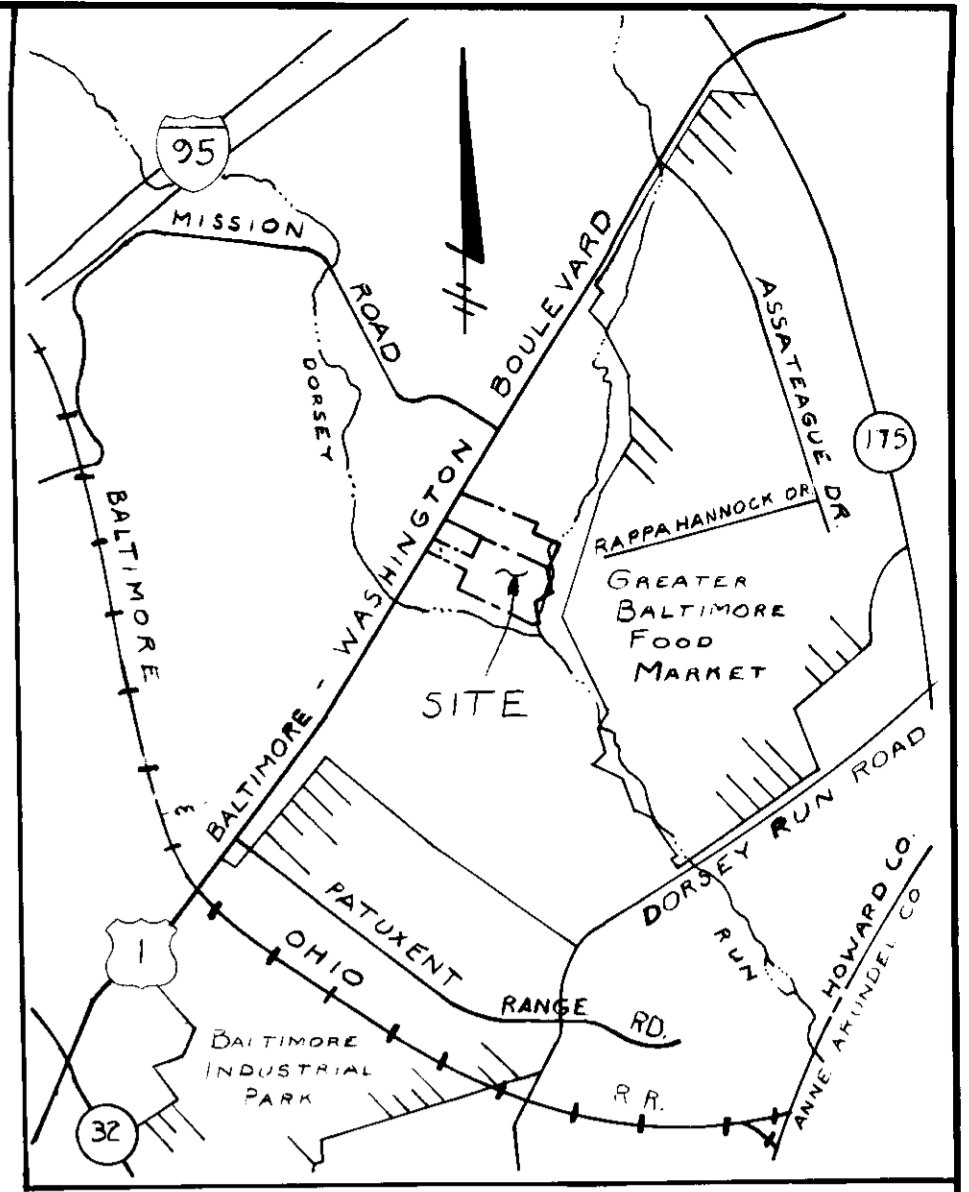 95
MISSION
ROAD
DORSEY
BALTIMORE - WASHINGTON BOULEVARD
ASSATEAGUE DR.
175
RAPPAHANNOCK DR.
GREATER
BALTIMORE
FOOD
MARKET
SITE
BALTIMORE
&
OHIO
R.R.
PATUXENT
RANGE RD.
DORSEY RUN ROAD
RUN
HOWARD CO.
ANNE ARUNDEL CO
1
BALTIMORE
INDUSTRIAL
PARK
32